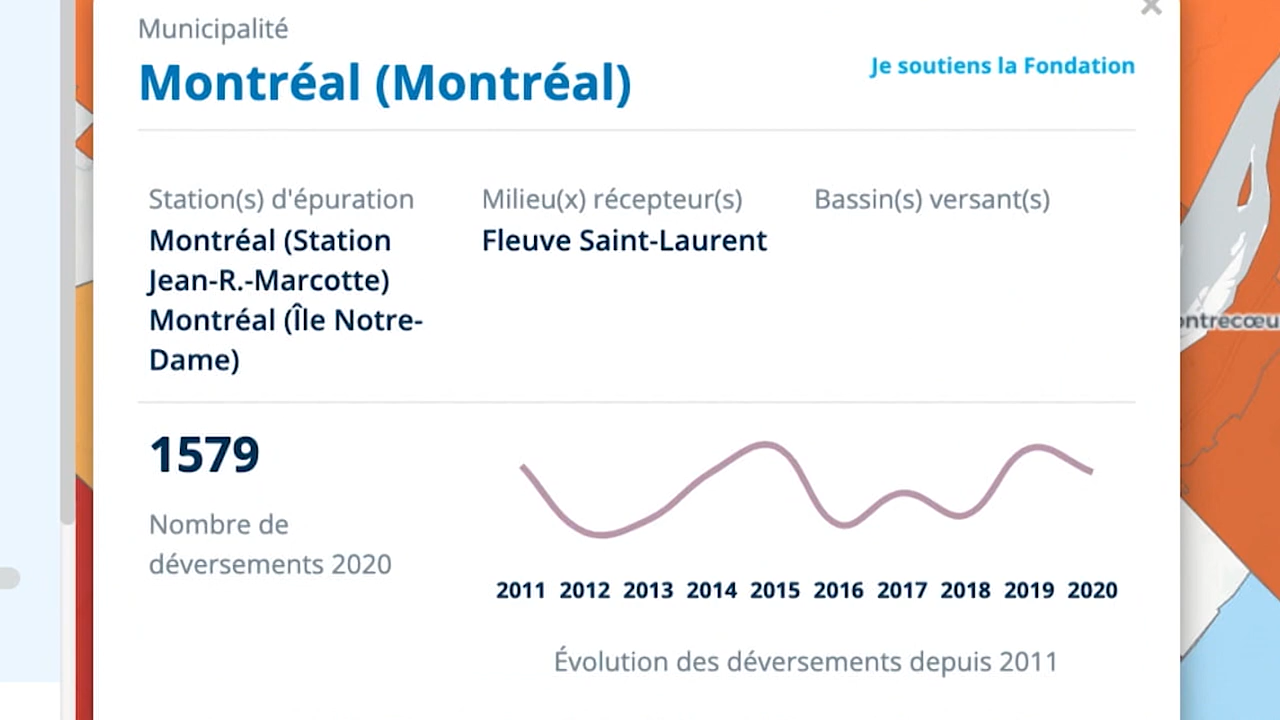 Municipalité
Montréal (Montréal)
Je soutiens la Fondation
Station(s) d'épuration
Montréal (Station
Jean-R.-Marcotte)
Montréal (Île Notre-
Dame)
Milieu(x) récepteur(s)
Fleuve Saint-Laurent
Bassin(s) versant(s)
1579
Nombre de
déversements 2020
2011 2012 2013 2014 2015 2016 2017 2018 2019 2020
Évolution des déversements depuis 2011